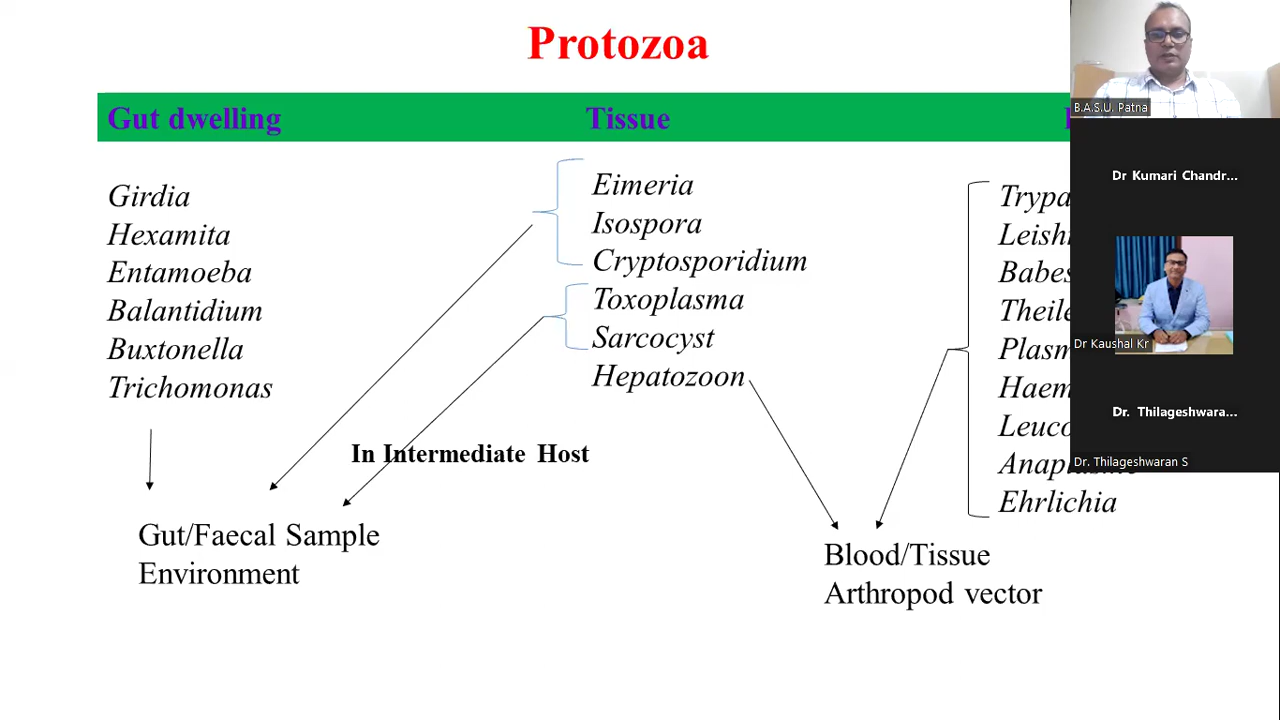 Protozoa
Gut dwelling
Tissue
Girdia
Hexamita
Entamoeba
Balantidium
Buxtonella
Trichomonas
Eimeria
Isospora
Cryptosporidium
Toxoplasma
Sarcocyst
Hepatozoon
Ehrlichia
In Intermediate Host
Gut/Faecal Sample
Environment
Blood/Tissue
Arthropod vector
B.A.S.U. Patna
Dr Kumari Chandr...
Dr Kaushal Kr
Dr. Thilageshwara...
Dr. Thilageshwaran S